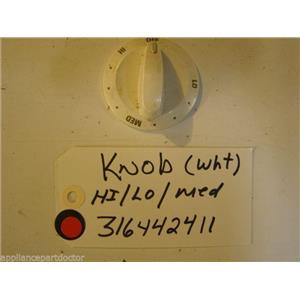 OFF
HI
LO
MED
KNOB (wht)
HI/LO/med
316442411
appliancepartdoctor